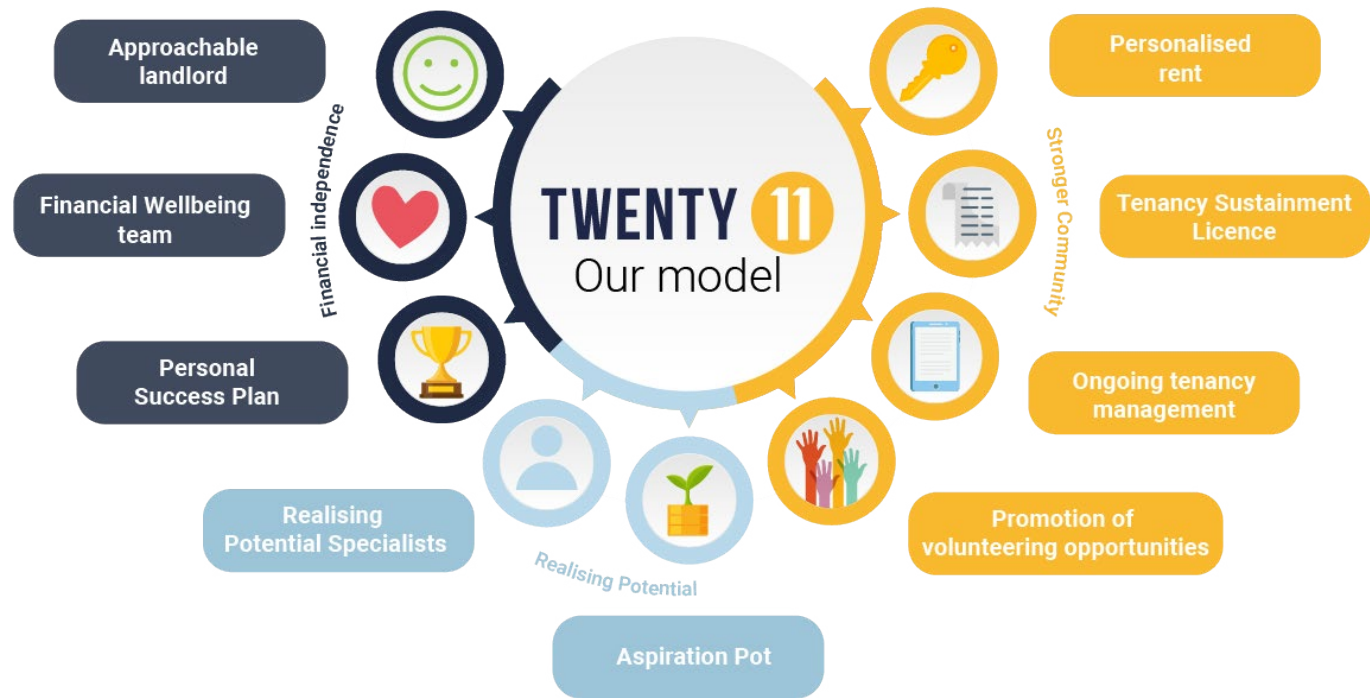 TWENTY 11
Our model
Approachable
landlord
Financial Wellbeing
team
Personal
Success Plan
Financial independence
Realising
Potential Specialists
Realising Potential
Aspiration Pot
Promotion of
volunteering opportunities
Ongoing tenancy
management
Tenancy Sustainment
Licence
Personalised
rent
Stronger Community